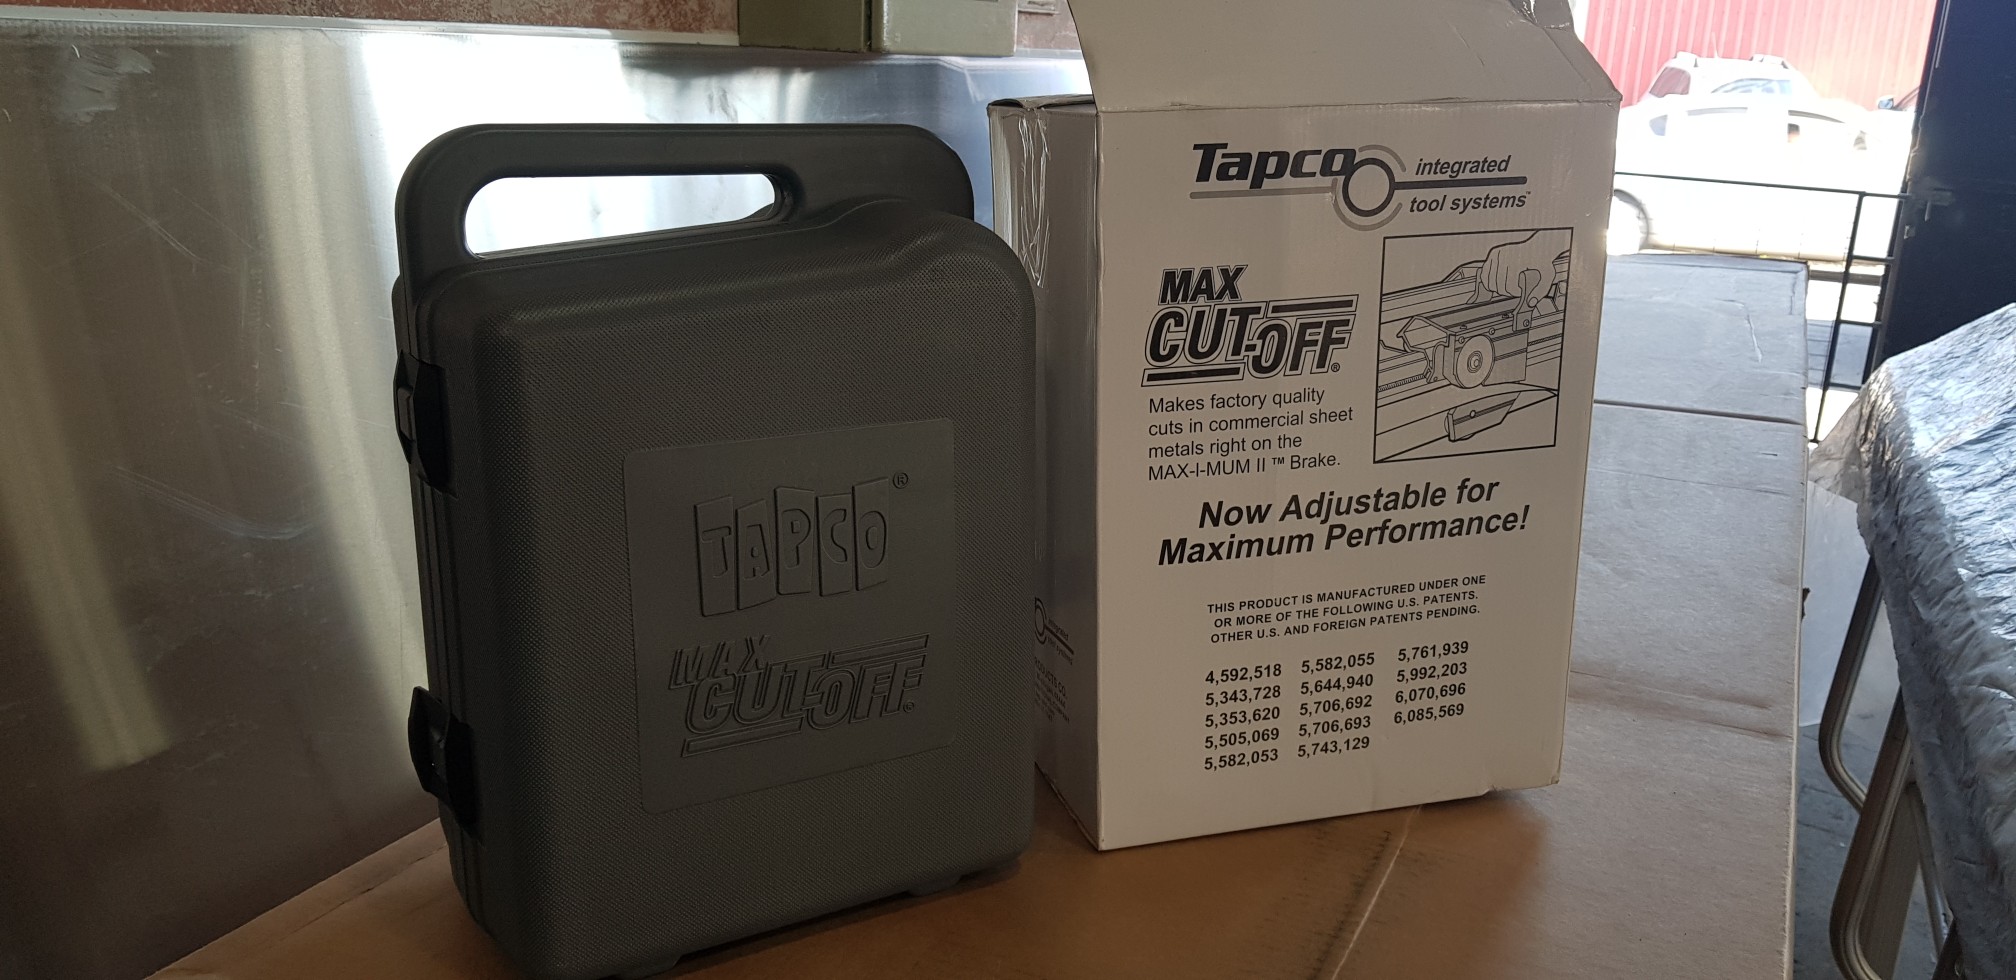 TAPCO®
MAX
CUT-OFF®
Tapco integrated
tool systems™
MAX
CUT-OFF®
Makes factory quality
cuts in commercial sheet
metals right on the
MAX-I-MUM II™ Brake.
Now Adjustable for
Maximum Performance!
THIS PRODUCT IS MANUFACTURED UNDER ONE
OR MORE OF THE FOLLOWING U.S. PATENTS.
OTHER U.S. AND FOREIGN PATENTS PENDING.
4,592,518 5,582,055 5,761,939
5,343,728 5,644,940 5,992,203
5,353,620 5,706,692 6,070,696
5,505,069 5,706,693 6,085,569
5,582,053 5,743,129
integrated
tool systems